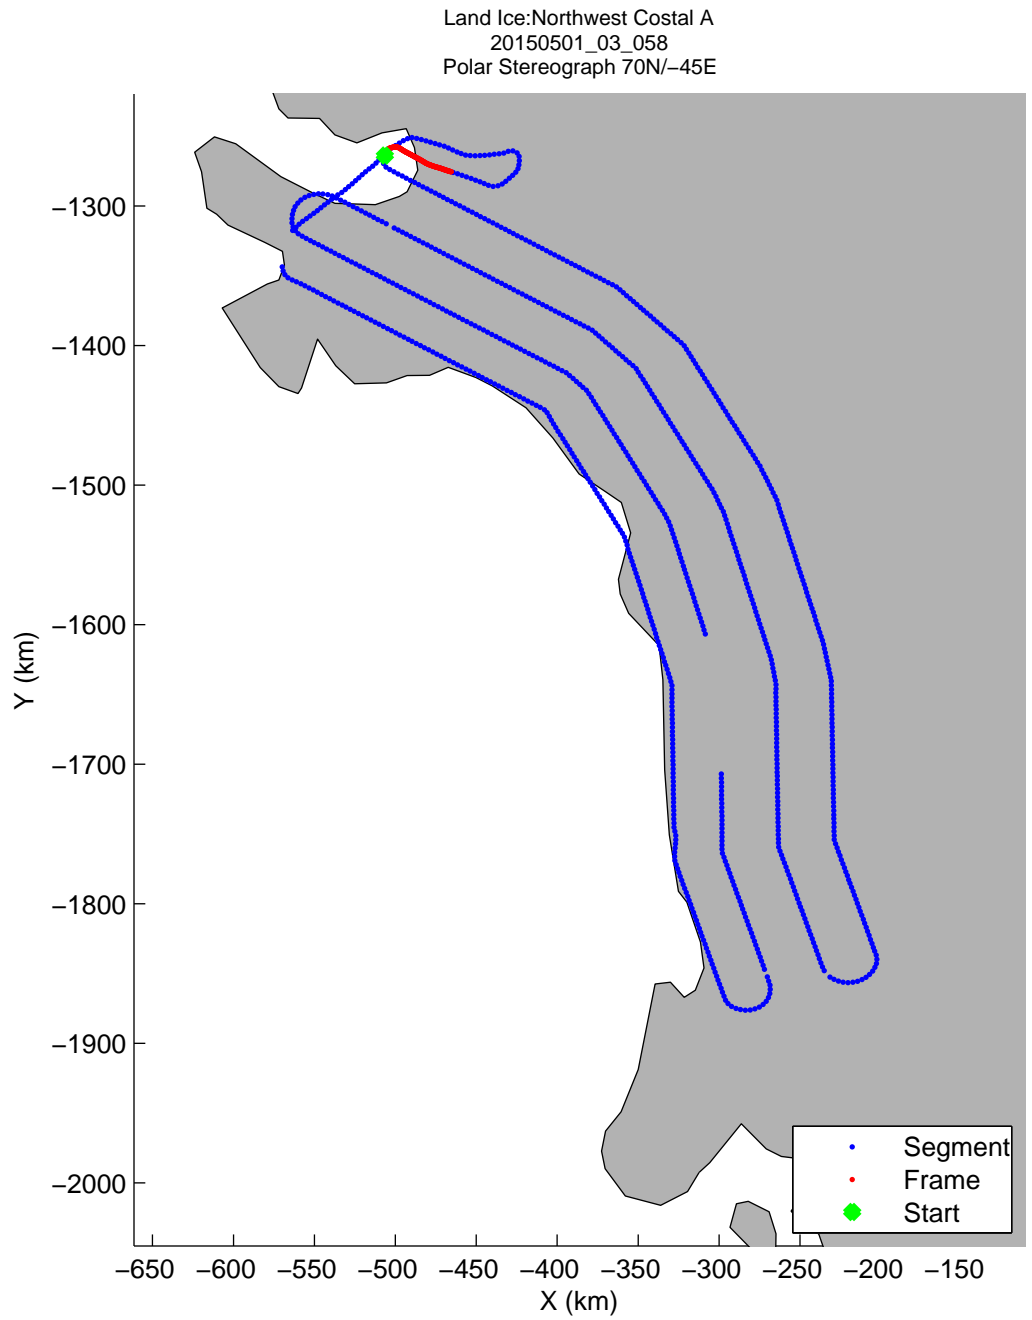 Land Ice:Northwest Costal A
20150501_03_058
Polar Stereograph 70N/−45E
−1300
−1400
−1500
−1600
−1700
−1800
−1900
−2000
Y (km)
Segment
Frame
Start
−650 −600 −550 −500 −450 −400 −350 −300 −250 −200 −150
X (km)